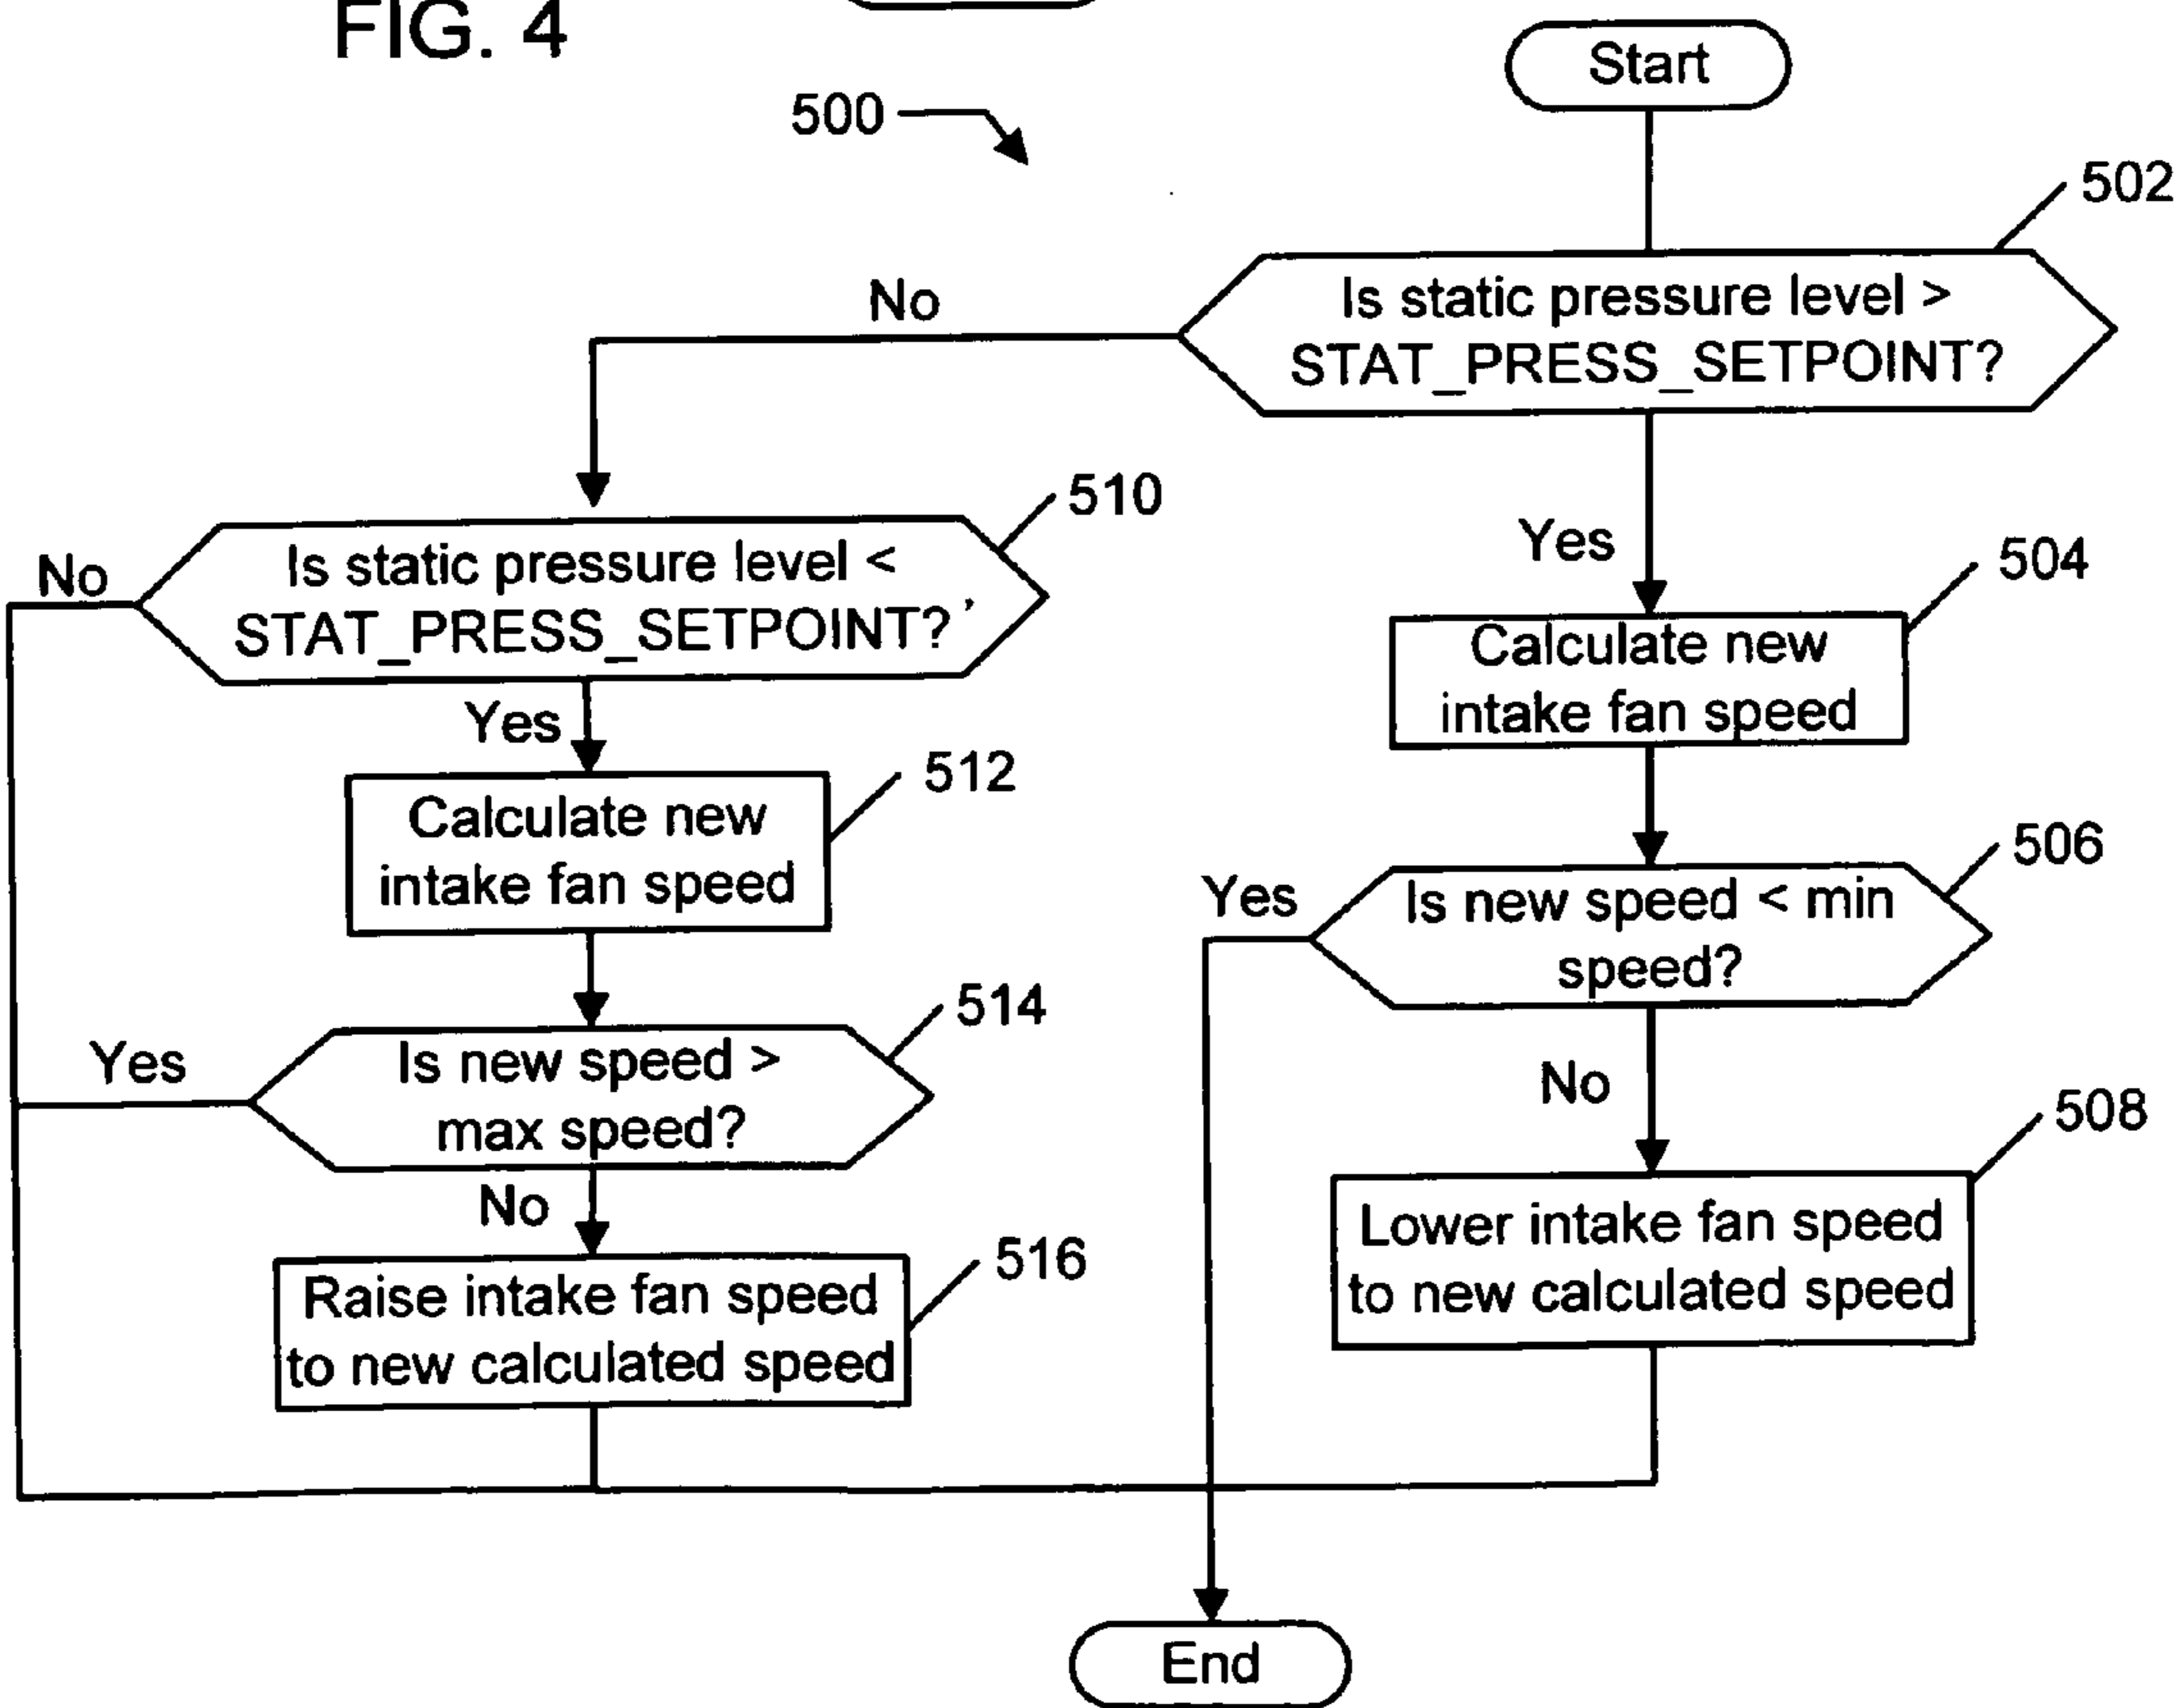 FIG. 4
500
Start
502
Is static pressure level >
STAT_PRESS_SETPOINT?
No
Yes
510
Is static pressure level <
STAT_PRESS_SETPOINT?
No
Yes
504
Calculate new
intake fan speed
512
Calculate new
intake fan speed
506
Is new speed < min
speed?
Yes
No
514
Is new speed >
max speed?
Yes
No
508
Lower intake fan speed
to new calculated speed
516
Raise intake fan speed
to new calculated speed
End